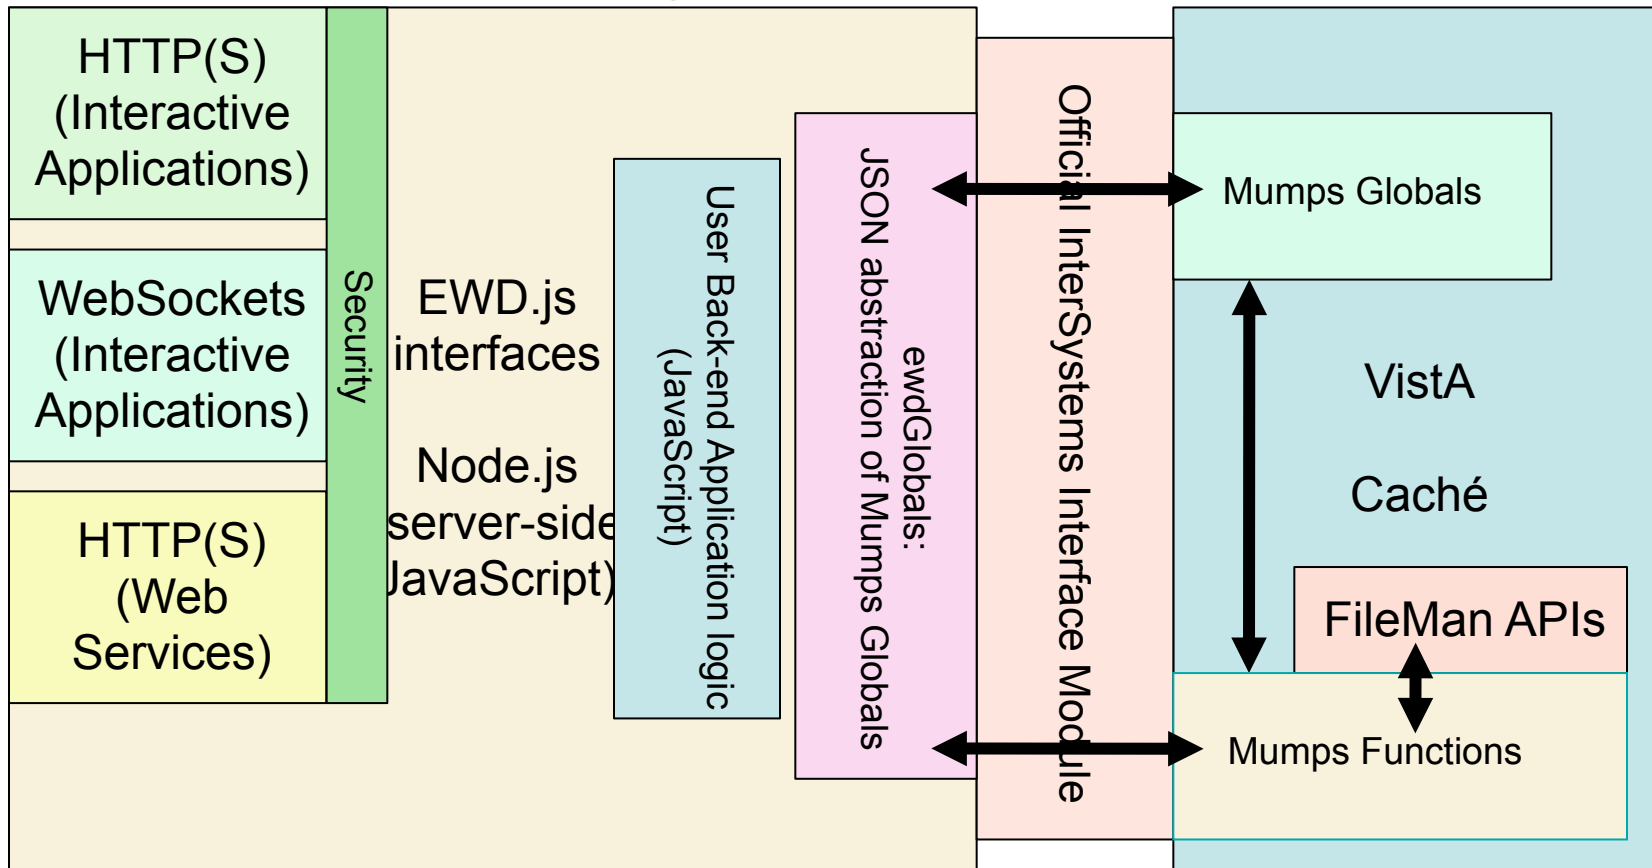 HTTP(S)
(Interactive
Applications)
WebSockets
(Interactive
Applications)
HTTP(S)
(Web
Services)
Security
EWD.js
interfaces
Node.js
server-side
JavaScript)
User Back-end Application logic
(JavaScript)
ewdGlobals:
JSON abstraction of Mumps Globals
Official InterSystems Interface Module
Mumps Globals
VistA
Caché
FileMan APIs
Mumps Functions